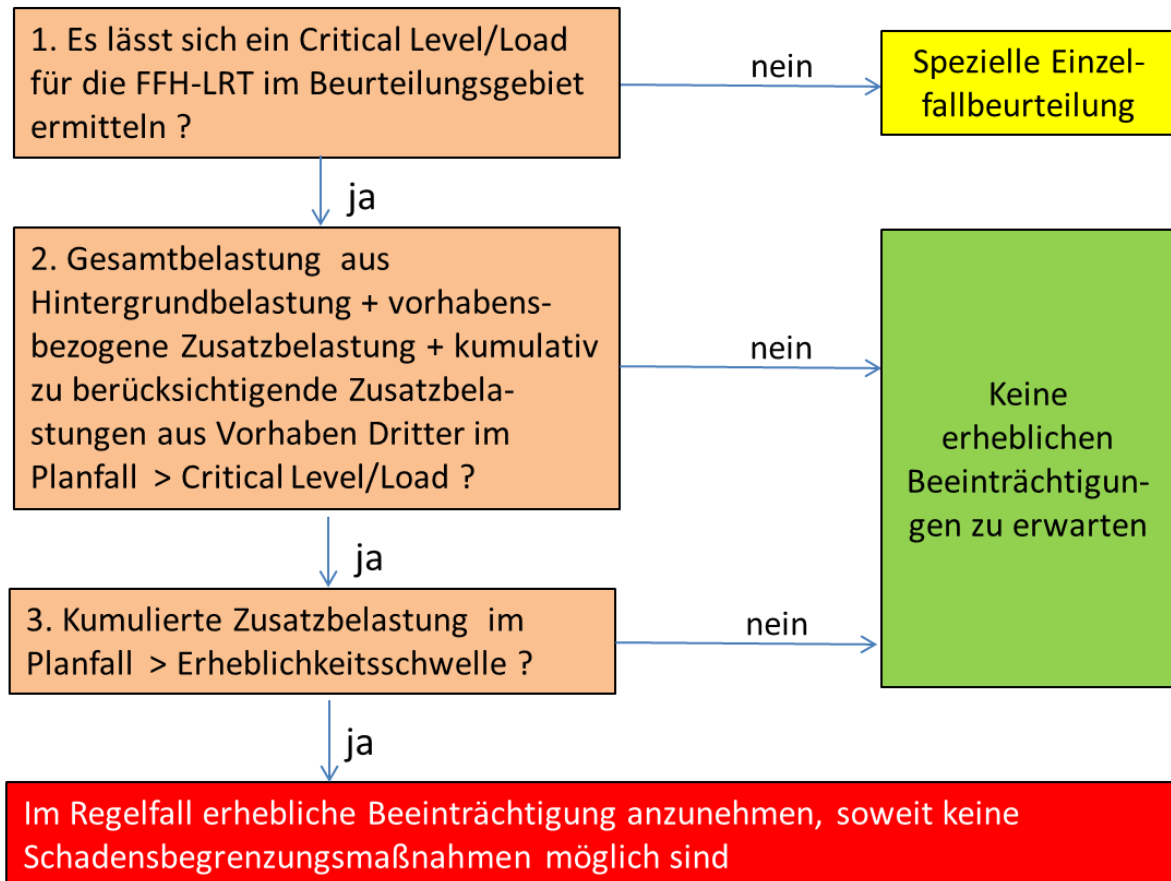 1. Es lässt sich ein Critical Level/Load
für die FFH-LRT im Beurteilungsgebiet
ermitteln ?
nein
Spezielle Einzel-
fallbeurteilung
ja
2. Gesamtbelastung aus
Hintergrundbelastung + vorhabens-
bezogene Zusatzbelastung + kumulativ
zu berücksichtigende Zusatzbela-
stungen aus Vorhaben Dritter im
Planfall > Critical Level/Load ?
nein
Keine
erheblichen
Beeinträchtigun-
gen zu erwarten
ja
3. Kumulierte Zusatzbelastung im
Planfall > Erheblichkeitsschwelle ?
nein
ja
Im Regelfall erhebliche Beeinträchtigung anzunehmen, soweit keine
Schadensbegrenzungsmaßnahmen möglich sind